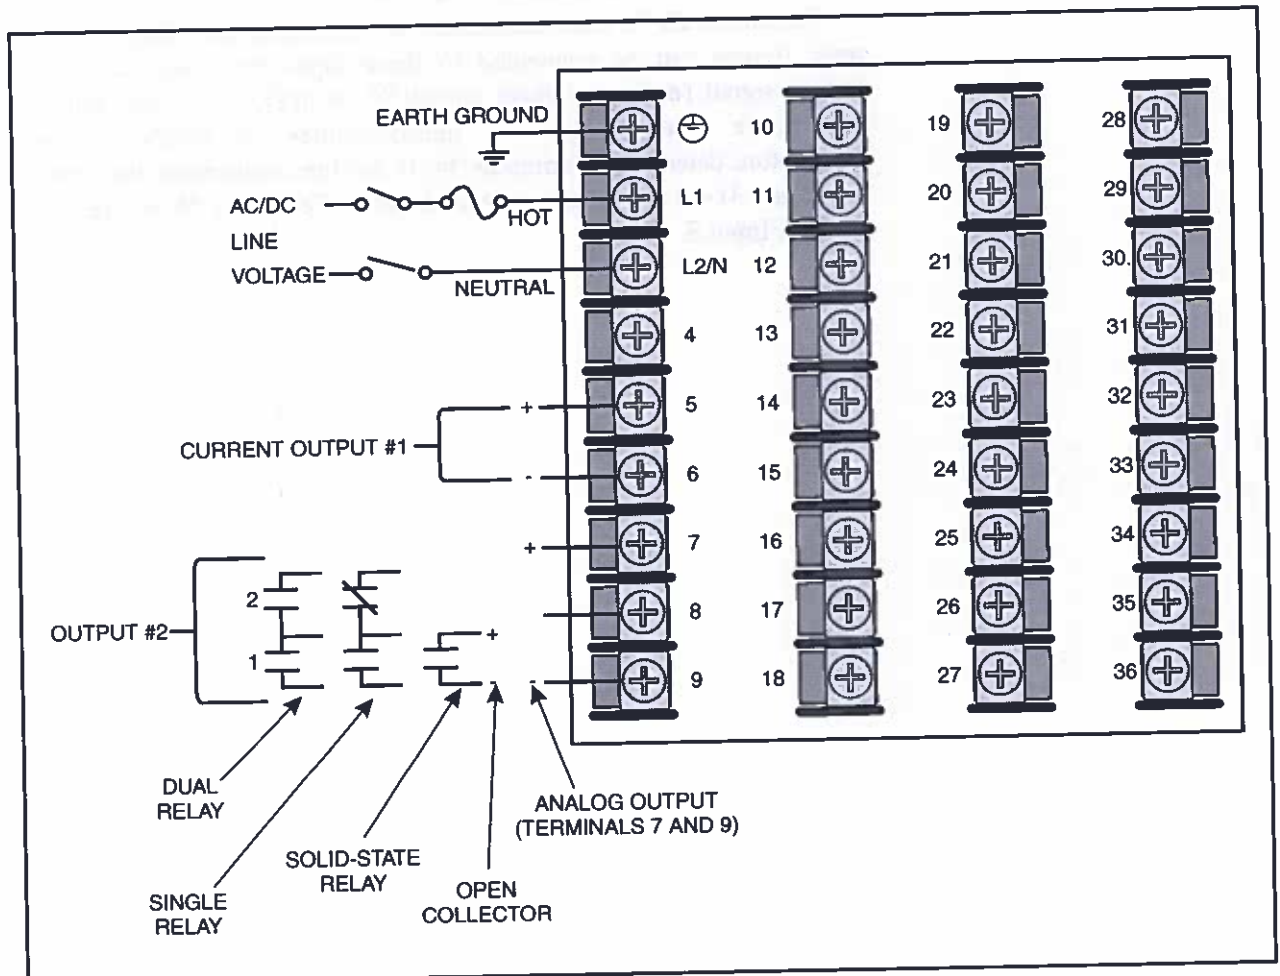 EARTH GROUND
AC/DC
LINE
VOLTAGE
HOT
NEUTRAL
L1
L2/N
4
5
6
7
8
9
10
11
12
13
14
15
16
17
18
19
20
21
22
23
24
25
26
27
28
29
30.
31
32
33
34
35
36
+
CURRENT OUTPUT #1
-
+
OUTPUT #2
2
1
+
-
-
DUAL
RELAY
SINGLE
RELAY
SOLID-STATE
RELAY
OPEN
COLLECTOR
ANALOG OUTPUT
(TERMINALS 7 AND 9)